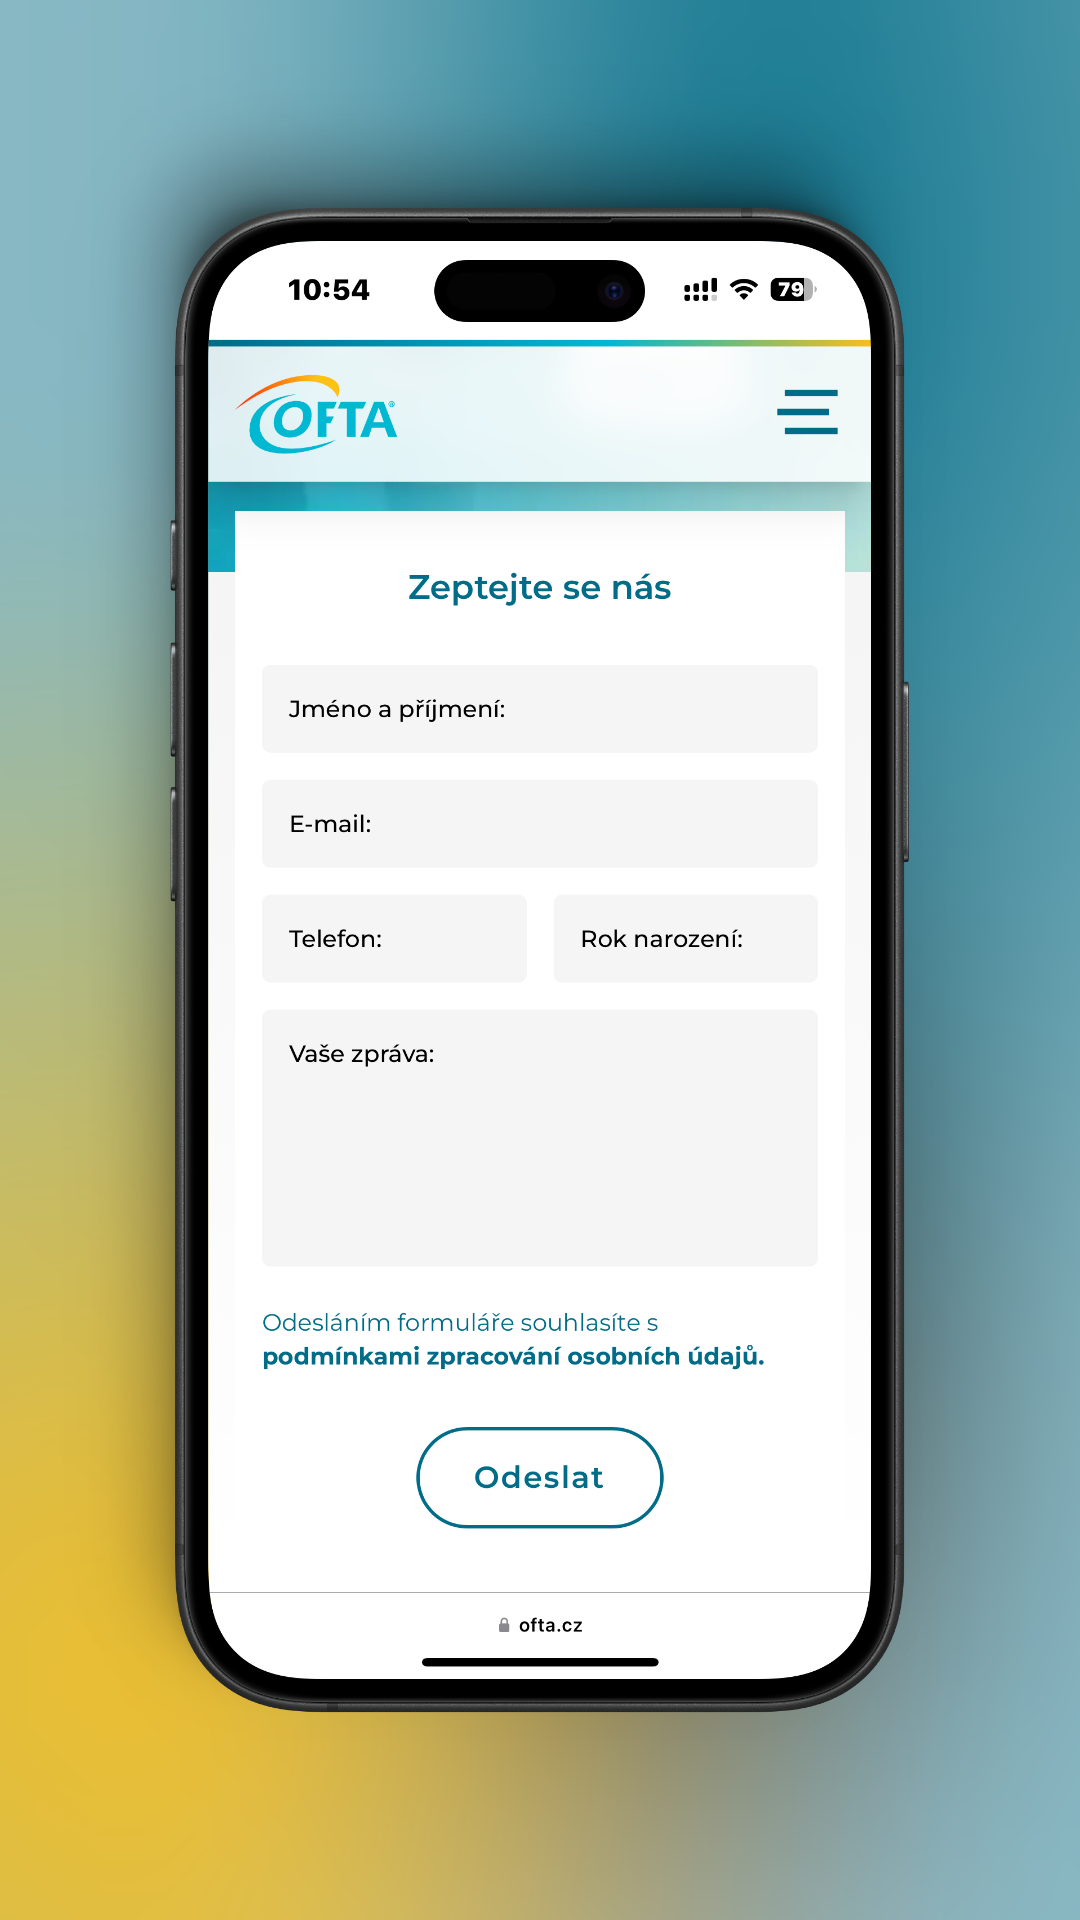 10:54
79
OFTA®
Zeptejte se nás
Jméno a příjmení:
E-mail:
Telefon:
Rok narození:
Vaše zpráva:
Odesláním formuláře souhlasíte s
podmínkami zpracování osobních údajů.
Odeslat
ofta.cz